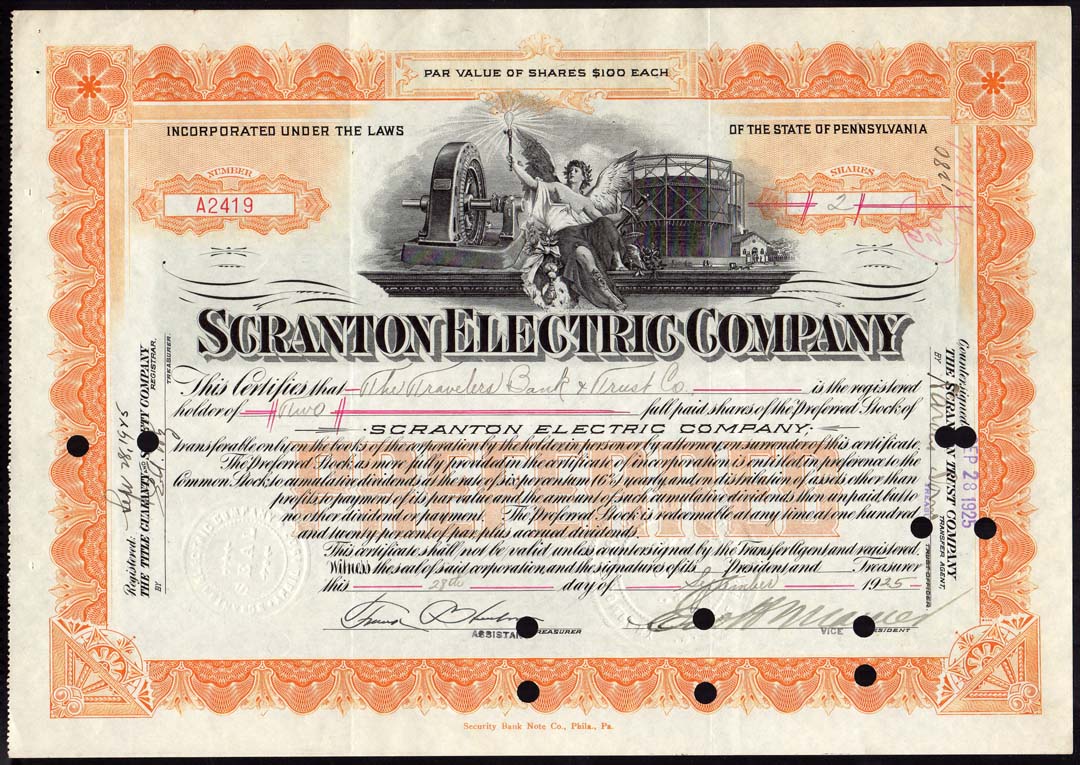 PAR VALUE OF SHARES $100 EACH
INCORPORATED UNDER THE LAWS OF THE STATE OF PENNSYLVANIA
NUMBER
A2419
SHARES
2
1780
SCRANTON ELECTRIC COMPANY
This Certifies that The Travelers Bank & Trust Co. is the registered
holder of Two full paid shares of the Preferred Stock of
SCRANTON ELECTRIC COMPANY.
transferable only on the books of the corporation by the holder in person or by attorney, on surrender of this certificate.
The Preferred Stock, as more fully provided in the certificate of incorporation is entitled in preference to the
Common Stock to cumulative dividends at the rate of six per centum (6%) yearly, and on distribution of assets other than
profits to payment of its par value and the amount of such cumulative dividends then unpaid, but to
no other dividend or payment. The Preferred Stock is redeemable at any time at one hundred
and twenty percent, of par, plus accrued dividends.
This certificate shall not be valid unless countersigned by the Transfer Agent and registered.
Witness the seal of said corporation, and the signatures of its President and Treasurer
this 28th day of September 1925
ASSISTANT TREASURER
VICE PRESIDENT
PREFERRED
Registered: Sept 28, 1925
THE TITLE GUARANTY AND SURETY COMPANY
REGISTRAR.
BY
TREASURER.
Countersigned
THE SCRANTON TRUST COMPANY
TRANSFER AGENT.
BY
TRUST OFFICER.
SEP 28 1925
Security Bank Note Co., Phila., Pa.